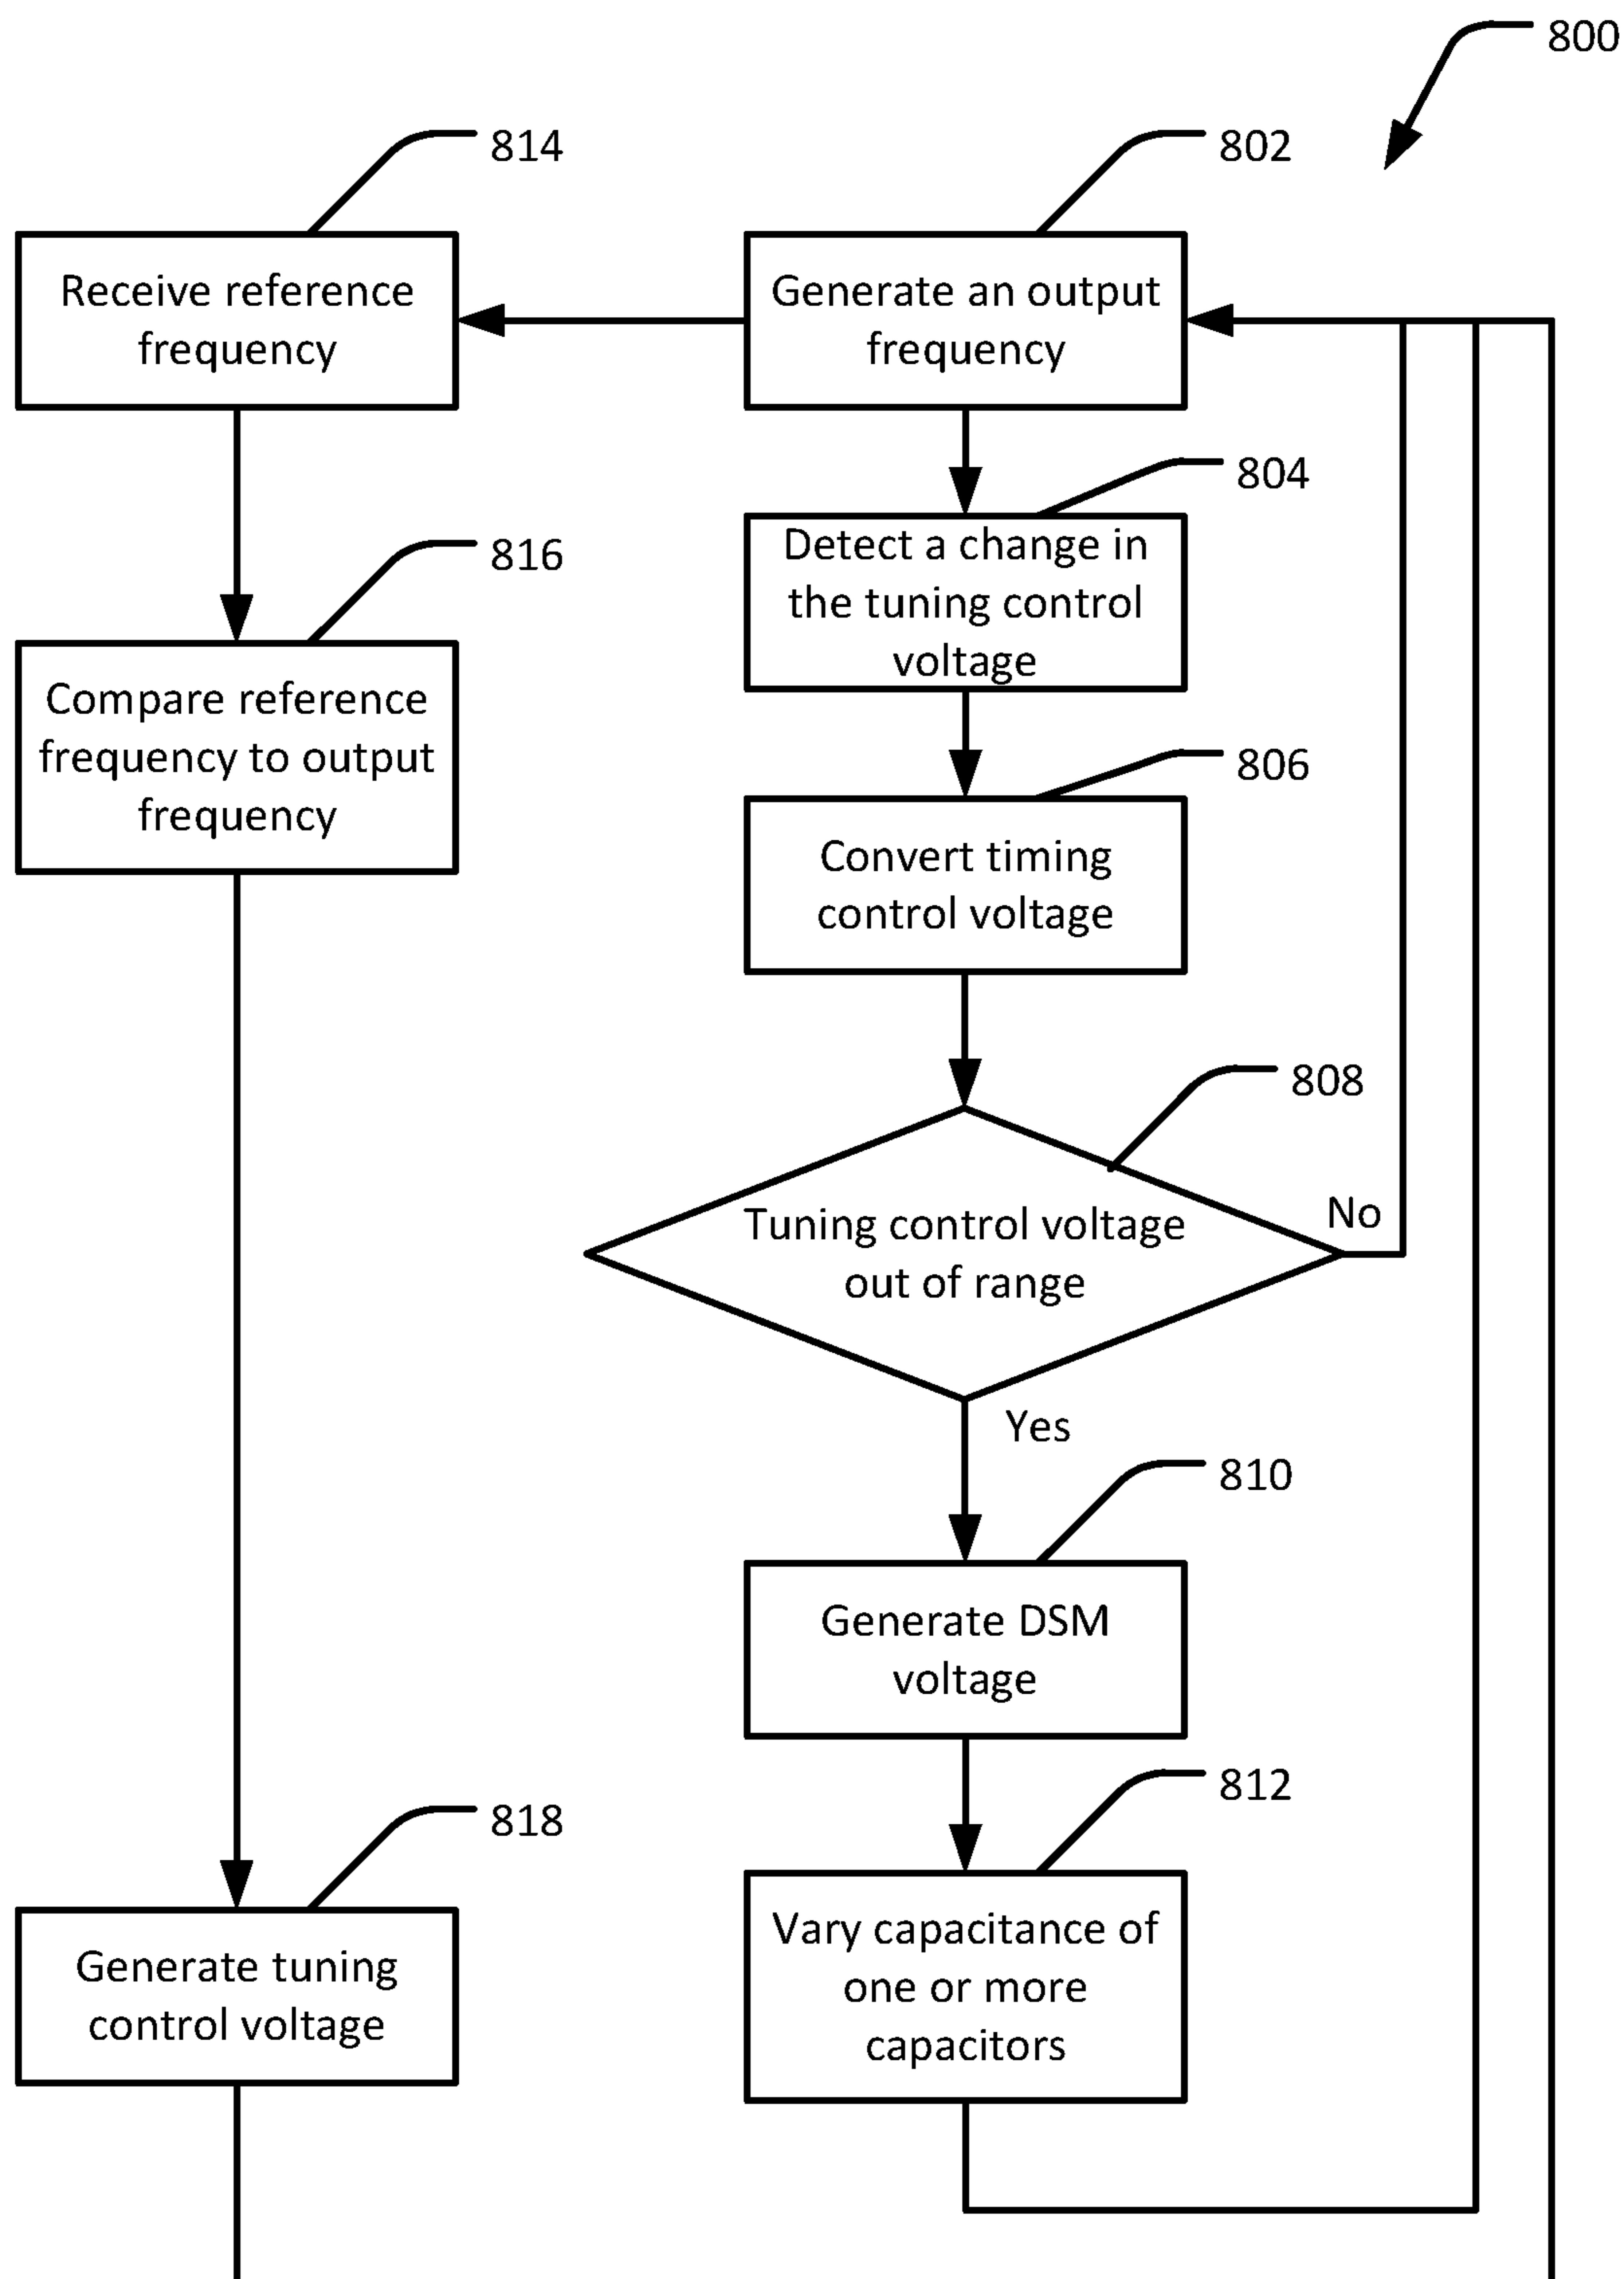 800
814
802
Receive reference
frequency
Generate an output
frequency
804
Detect a change in
the tuning control
voltage
816
Compare reference
frequency to output
frequency
806
Convert timing
control voltage
808
Tuning control voltage
out of range
No
Yes
810
Generate DSM
voltage
812
Vary capacitance of
one or more
capacitors
818
Generate tuning
control voltage